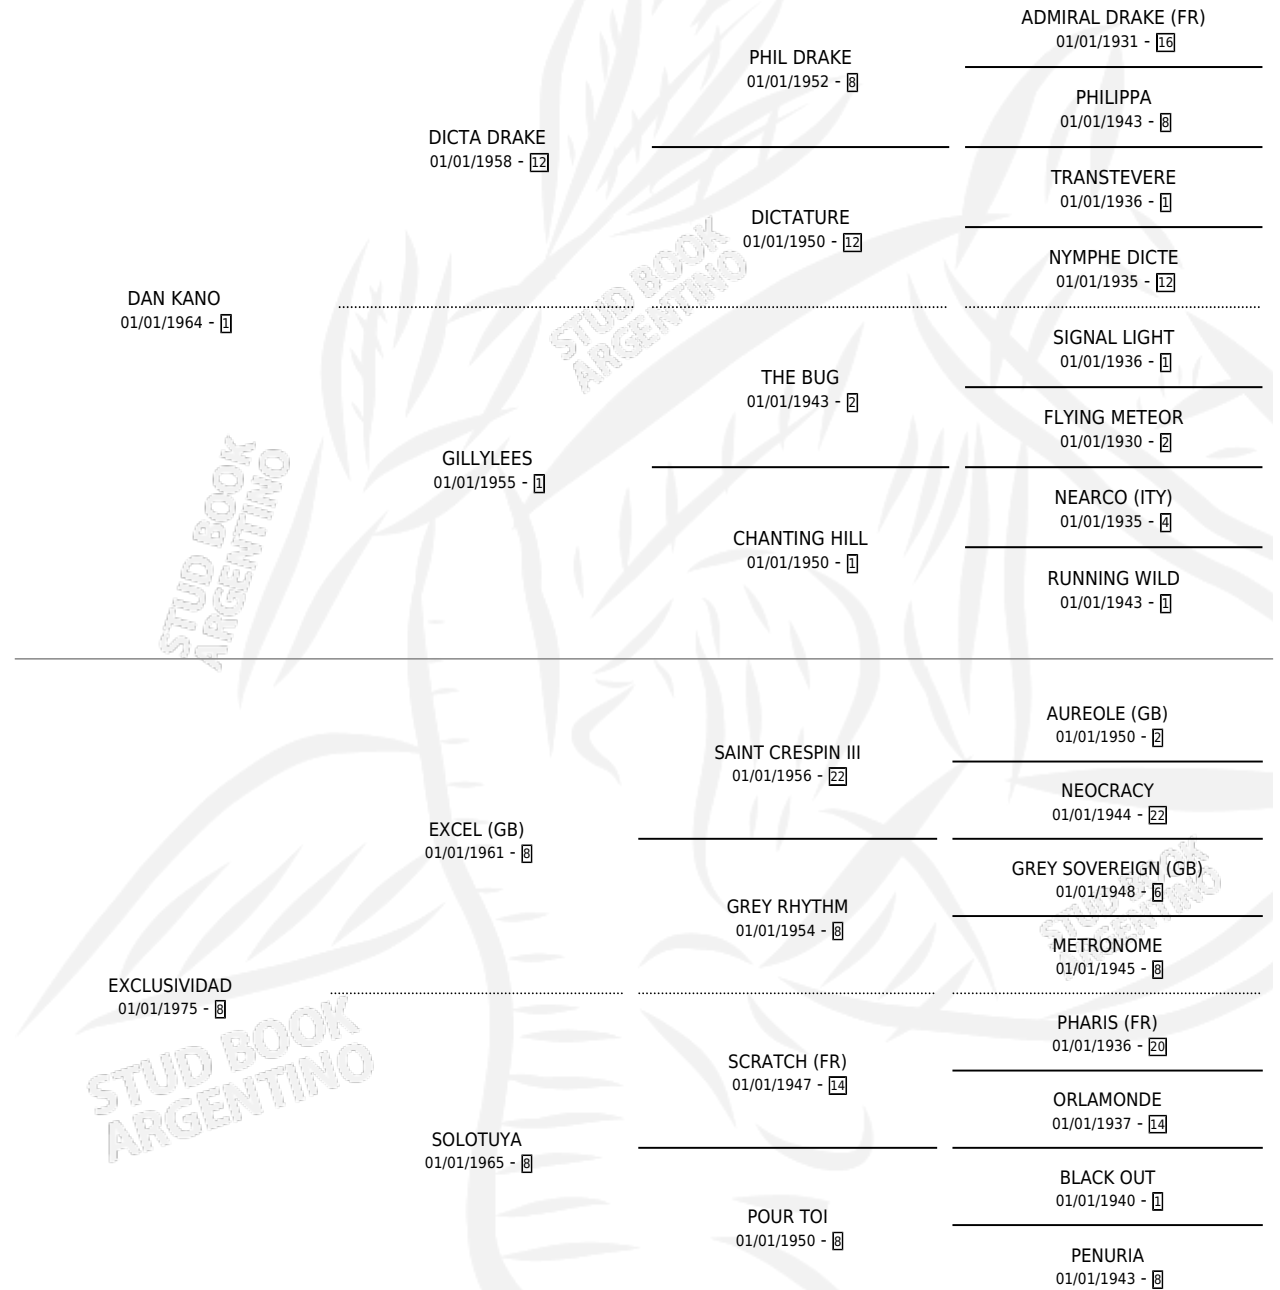 ADMIRAL DRAKE (FR)
01/01/1931 - 16
PHIL DRAKE
01/01/1952 - 8
PHILIPPA
01/01/1943 - 8
DICTA DRAKE
01/01/1958 - 12
TRANSTEVERE
01/01/1936 - 1
DICTATURE
01/01/1950 - 12
NYMPHE DICTE
01/01/1935 - 12
DAN KANO
01/01/1964 - 1
SIGNAL LIGHT
01/01/1936 - 1
THE BUG
01/01/1943 - 2
FLYING METEOR
01/01/1930 - 2
GILLYLEES
01/01/1955 - 1
NEARCO (ITY)
01/01/1935 - 4
CHANTING HILL
01/01/1950 - 1
RUNNING WILD
01/01/1943 - 1
STUD BOOK
ARGENTINO
STUD BOOK
ARGENTINO
AUREOLE (GB)
01/01/1950 - 2
SAINT CRESPIN III
01/01/1956 - 22
NEOCRACY
01/01/1944 - 22
EXCEL (GB)
01/01/1961 - 8
GREY SOVEREIGN (GB)
01/01/1948 - 6
GREY RHYTHM
01/01/1954 - 8
METRONOME
01/01/1945 - 8
EXCLUSIVIDAD
01/01/1975 - 8
PHARIS (FR)
01/01/1936 - 20
SCRATCH (FR)
01/01/1947 - 14
ORLAMONDE
01/01/1937 - 14
SOLOTUYA
01/01/1965 - 8
BLACK OUT
01/01/1940 - 1
POUR TOI
01/01/1950 - 8
PENURIA
01/01/1943 - 8
STUD BOOK
ARGENTINO
STUD BOOK
ARGENTINO